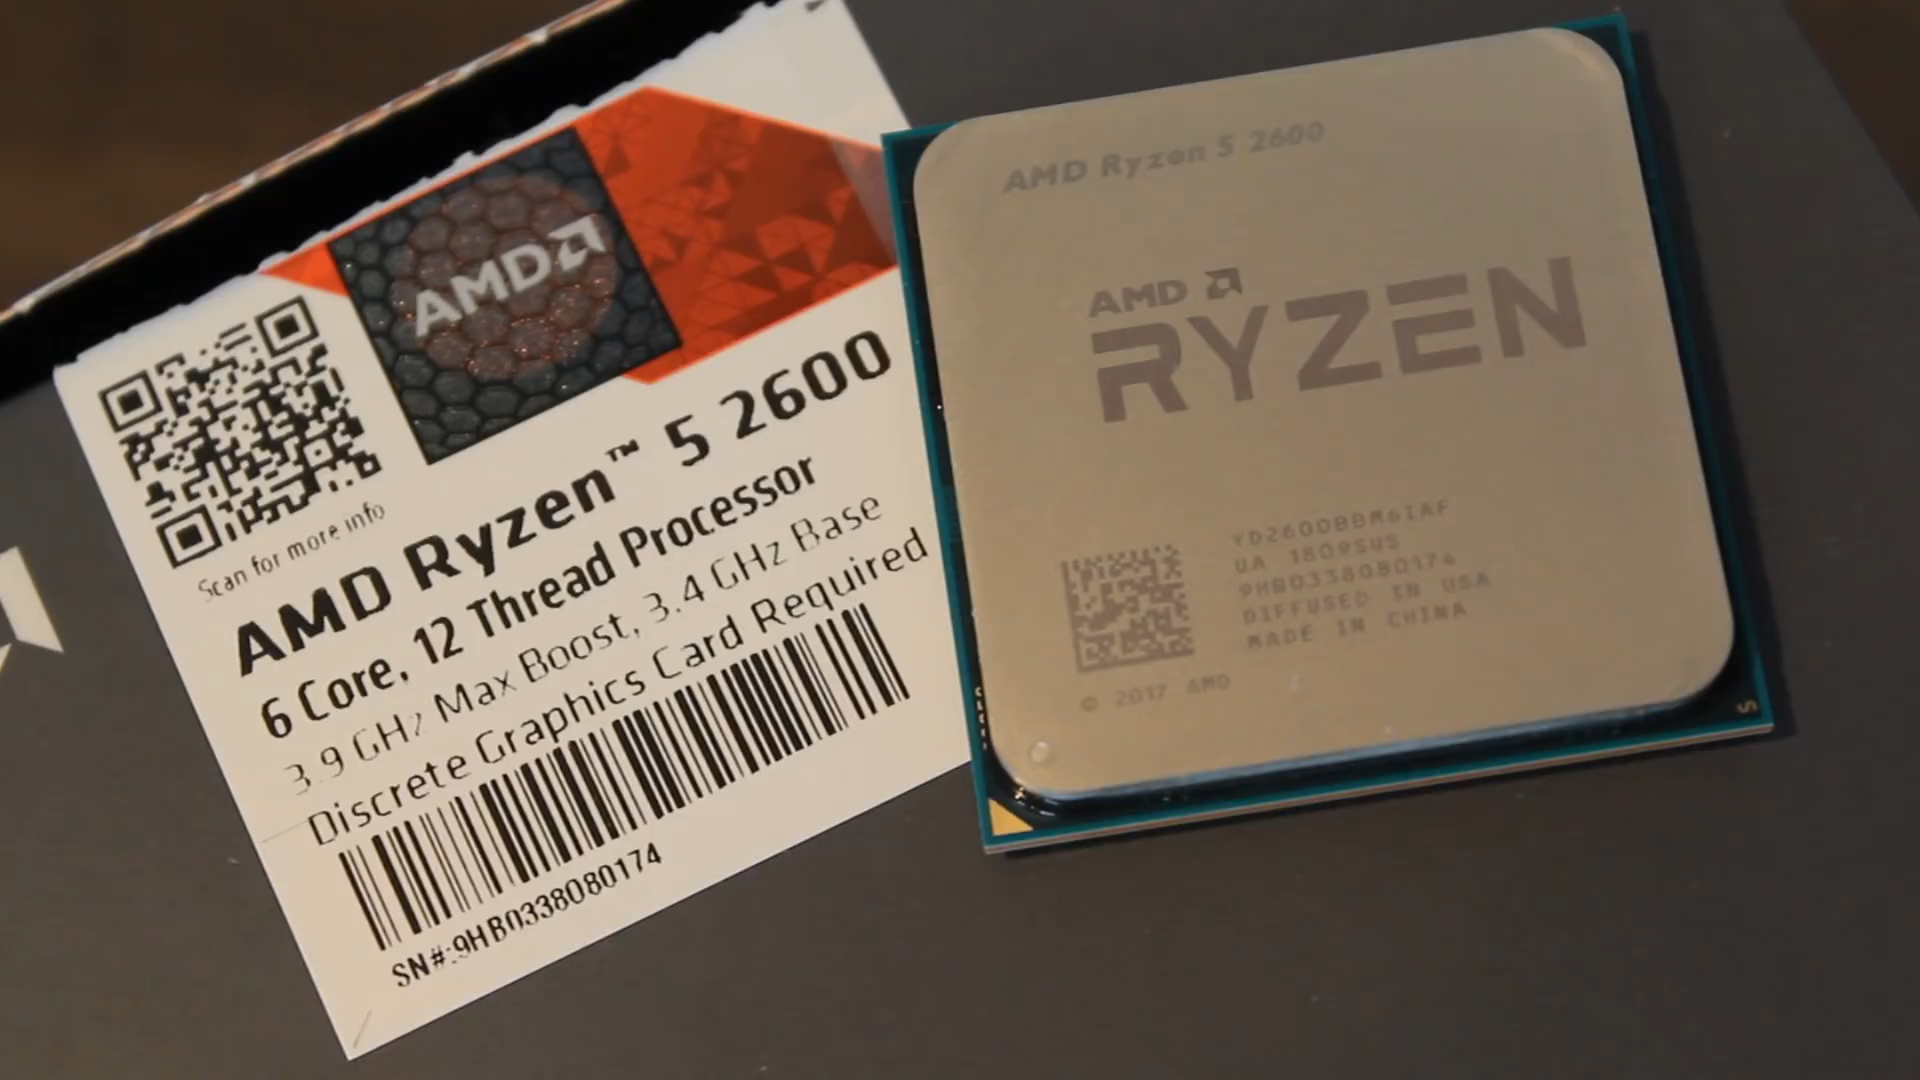 AMD
Scan for more info
AMD Ryzen™ 5 2600
6 Core, 12 Thread Processor
3.9 GHz Max Boost, 3.4 GHz Base
Discrete Graphics Card Required
SN#:9HB0338080174
AMD Ryzen 5 2600
AMD
RYZEN
YD2600BBM6IAF
UA 1809SUS
9HB0338080174
DIFFUSED IN USA
MADE IN CHINA
© 2017 AMD